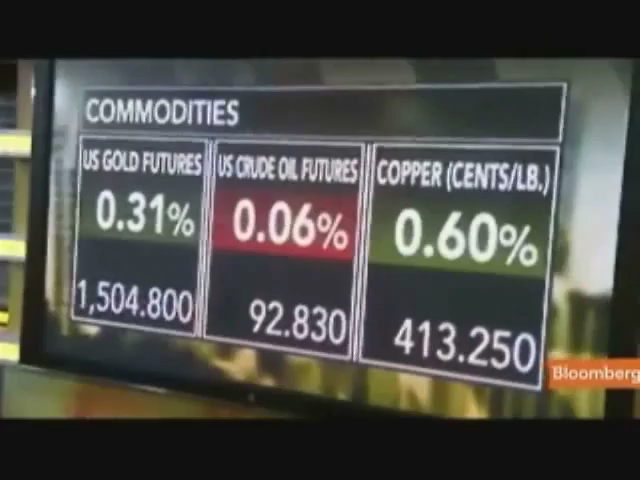 COMMODITIES
US GOLD FUTURES
0.31%
1,504.800
US CRUDE OIL FUTURES
0.06%
92.830
COPPER (CENTS/LB.)
0.60%
413.250
Bloomberg